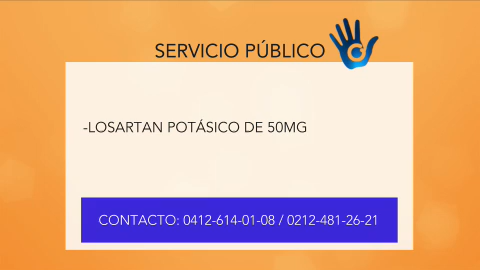 SERVICIO PÚBLICO
-LOSARTAN POTÁSICO DE 50MG
CONTACTO: 0412-614-01-08 / 0212-481-26-21